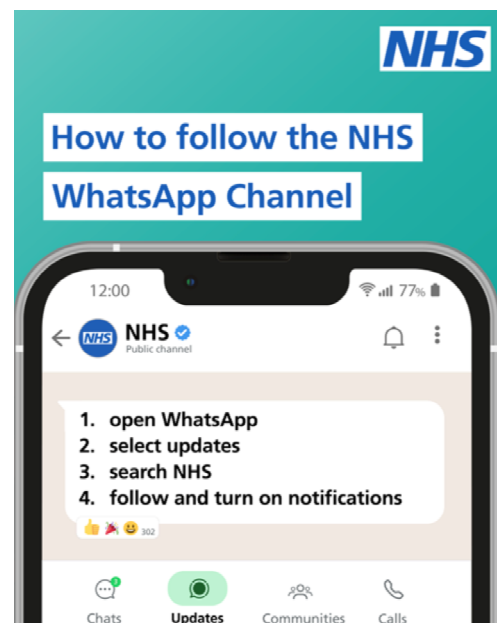 NHS
How to follow the NHS
WhatsApp Channel
12:00 77%
NHS
NHS
Public channel
1. open WhatsApp
2. select updates
3. search NHS
4. follow and turn on notifications
👍 🎉 😀 302
3
Chats Updates Communities Calls